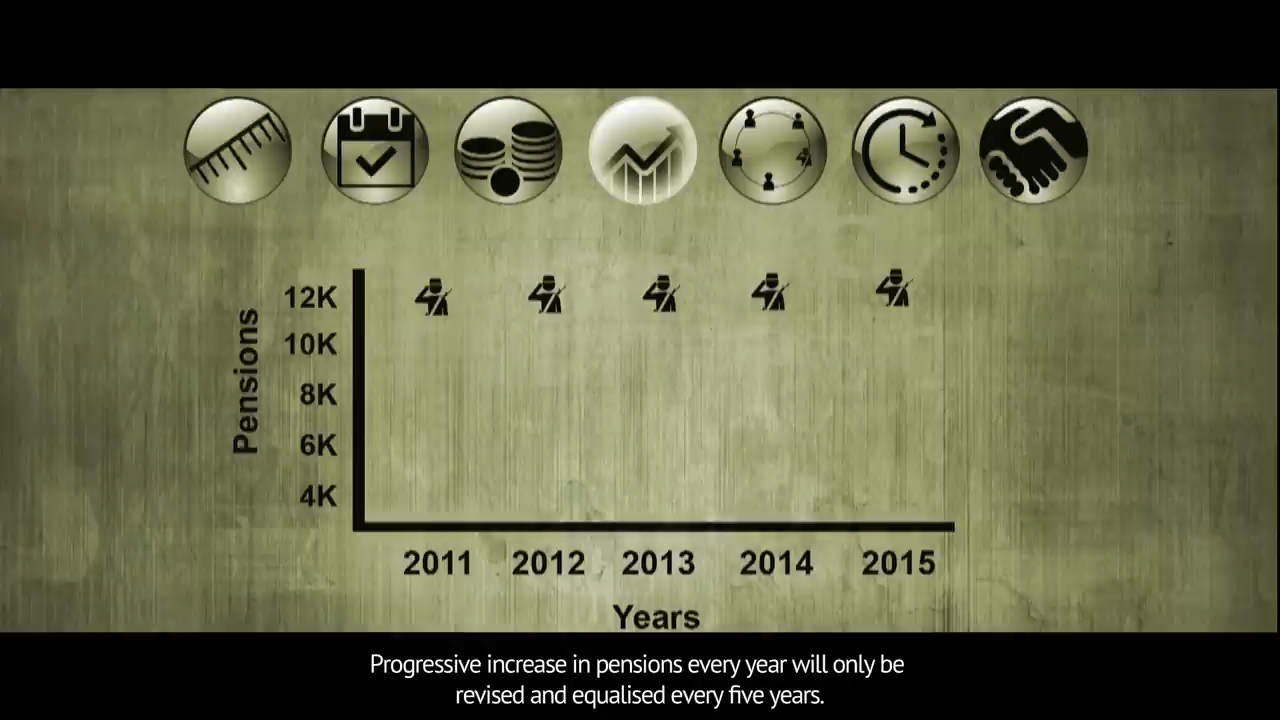 12K
10K
8K
6K
4K
Pensions
2011 2012 2013 2014 2015
Years
Progressive increase in pensions every year will only be
revised and equalised every five years.